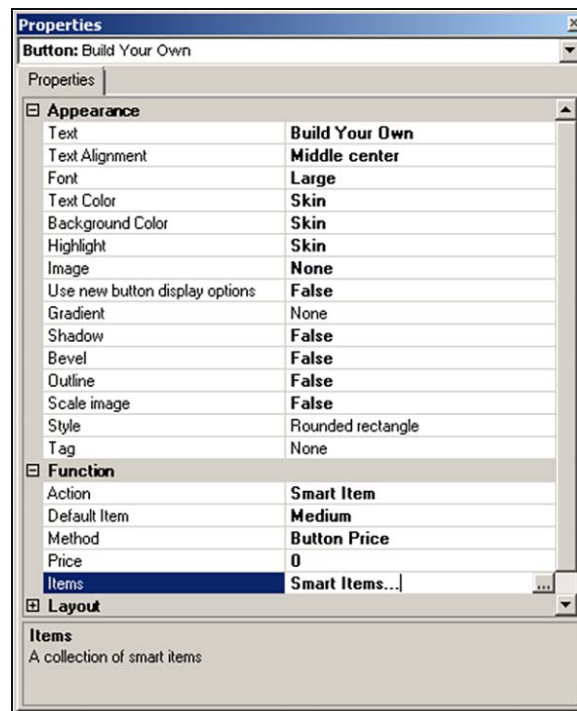 Properties
Button: Build Your Own
Properties
Appearance
Text Build Your Own
Text Alignment Middle center
Font Large
Text Color Skin
Background Color Skin
Highlight Skin
Image None
Use new button display options False
Gradient None
Shadow False
Bevel False
Outline False
Scale image False
Style Rounded rectangle
Tag None
Function
Action Smart Item
Default Item Medium
Method Button Price
Price 0
Items Smart Items... ...
Layout
Items
A collection of smart items